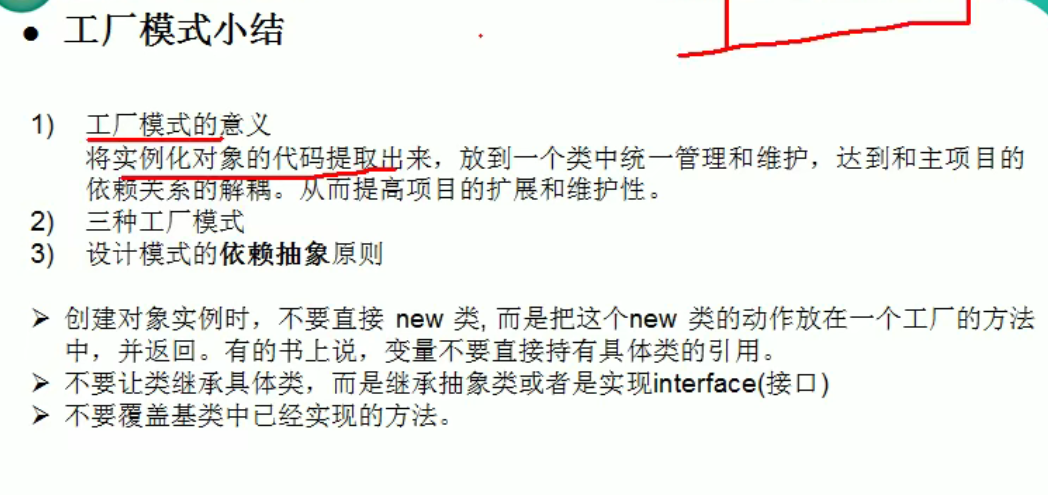 ● 工厂模式小结
1) 工厂模式的意义
将实例化对象的代码提取出来，放到一个类中统一管理和维护，达到和主项目的
依赖关系的解耦。从而提高项目的扩展和维护性。
2) 三种工厂模式
3) 设计模式的依赖抽象原则
➢ 创建对象实例时，不要直接 new 类, 而是把这个new 类的动作放在一个工厂的方法
中，并返回。有的书上说，变量不要直接持有具体类的引用。
➢ 不要让类继承具体类，而是继承抽象类或者是实现interface(接口)
➢ 不要覆盖基类中已经实现的方法。